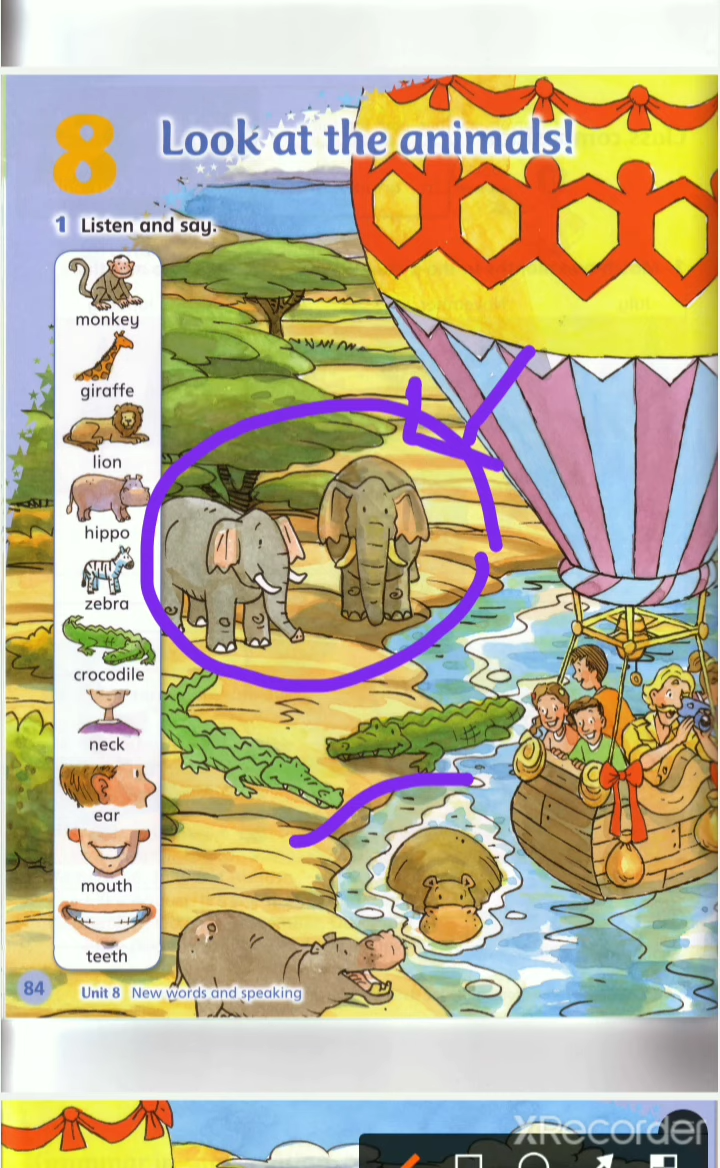 8
Look at the animals!
1 Listen and say.
monkey
giraffe
lion
hippo
zebra
crocodile
neck
ear
mouth
teeth
84 Unit 8 New words and speaking
XRecorder